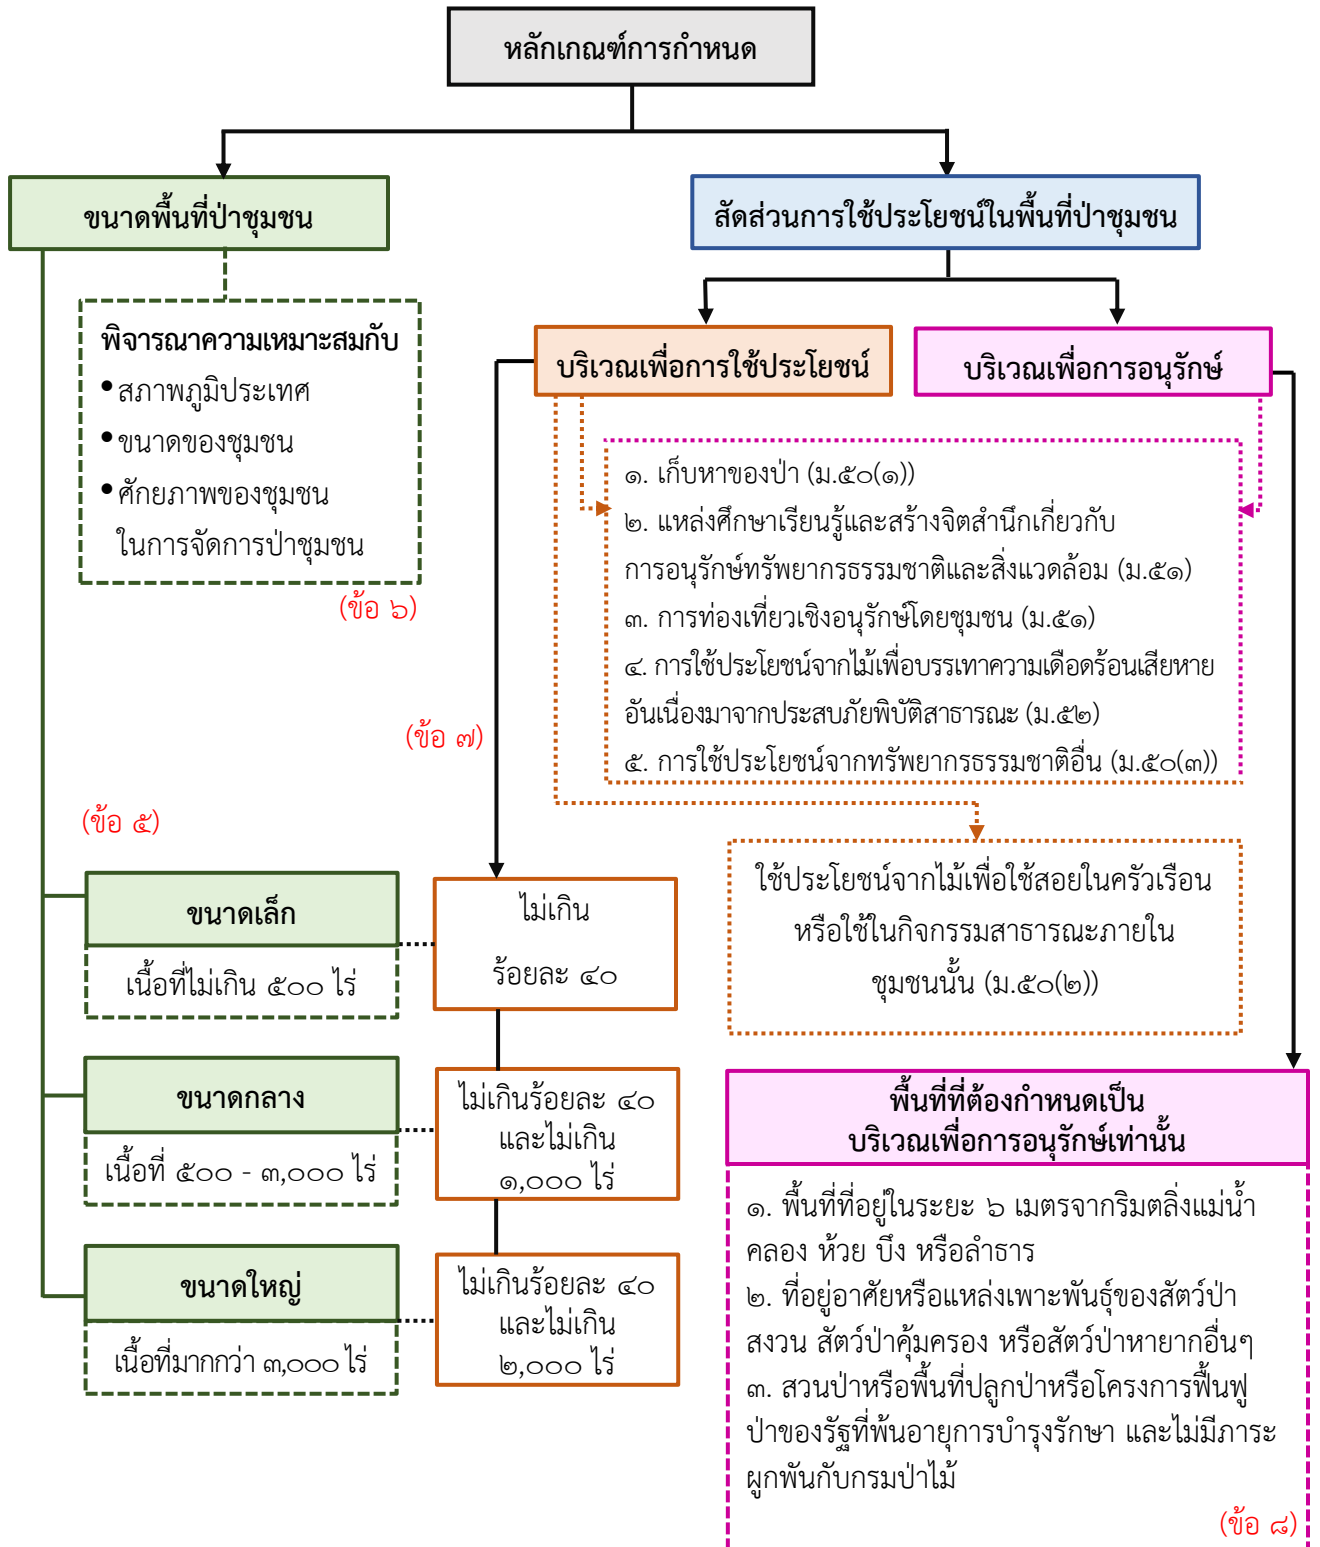 หลักเกณฑ์การกำหนด
ขนาดพื้นที่ป่าชุมชน
สัดส่วนการใช้ประโยชน์ในพื้นที่ป่าชุมชน
พิจารณาความเหมาะสมกับ
•สภาพภูมิประเทศ
•ขนาดของชุมชน
•ศักยภาพของชุมชน
ในการจัดการป่าชุมชน
(ข้อ ๖)
บริเวณเพื่อการใช้ประโยชน์
บริเวณเพื่อการอนุรักษ์
๑. เก็บหาของป่า (ม.๕๐(๑))
๒. แหล่งศึกษาเรียนรู้และสร้างจิตสำนึกเกี่ยวกับ
การอนุรักษ์ทรัพยากรธรรมชาติและสิ่งแวดล้อม (ม.๕๑)
๓. การท่องเที่ยวเชิงอนุรักษ์โดยชุมชน (ม.๕๑)
๔. การใช้ประโยชน์จากไม้เพื่อบรรเทาความเดือดร้อนเสียหาย
อันเนื่องมาจากประสบภัยพิบัติสาธารณะ (ม.๕๒)
๕. การใช้ประโยชน์จากทรัพยากรธรรมชาติอื่น (ม.๕๐(๓))
(ข้อ ๗)
(ข้อ ๕)
ใช้ประโยชน์จากไม้เพื่อใช้สอยในครัวเรือน
หรือใช้ในกิจกรรมสาธารณะภายใน
ชุมชนนั้น (ม.๕๐(๒))
ขนาดเล็ก
เนื้อที่ไม่เกิน ๕๐๐ ไร่
ไม่เกิน
ร้อยละ ๔๐
ขนาดกลาง
เนื้อที่ ๕๐๐ - ๓,๐๐๐ ไร่
ไม่เกินร้อยละ ๔๐
และไม่เกิน
๑,๐๐๐ ไร่
ขนาดใหญ่
เนื้อที่มากกว่า ๓,๐๐๐ ไร่
ไม่เกินร้อยละ ๔๐
และไม่เกิน
๒,๐๐๐ ไร่
พื้นที่ที่ต้องกำหนดเป็น
บริเวณเพื่อการอนุรักษ์เท่านั้น
๑. พื้นที่ที่อยู่ในระยะ ๖ เมตรจากริมตลิ่งแม่น้ำ
คลอง ห้วย บึง หรือลำธาร
๒. ที่อยู่อาศัยหรือแหล่งเพาะพันธุ์ของสัตว์ป่า
สงวน สัตว์ป่าคุ้มครอง หรือสัตว์ป่าหายากอื่นๆ
๓. สวนป่าหรือพื้นที่ปลูกป่าหรือโครงการฟื้นฟู
ป่าของรัฐที่พ้นอายุการบำรุงรักษา และไม่มีภาระ
ผูกพันกับกรมป่าไม้
(ข้อ ๘)